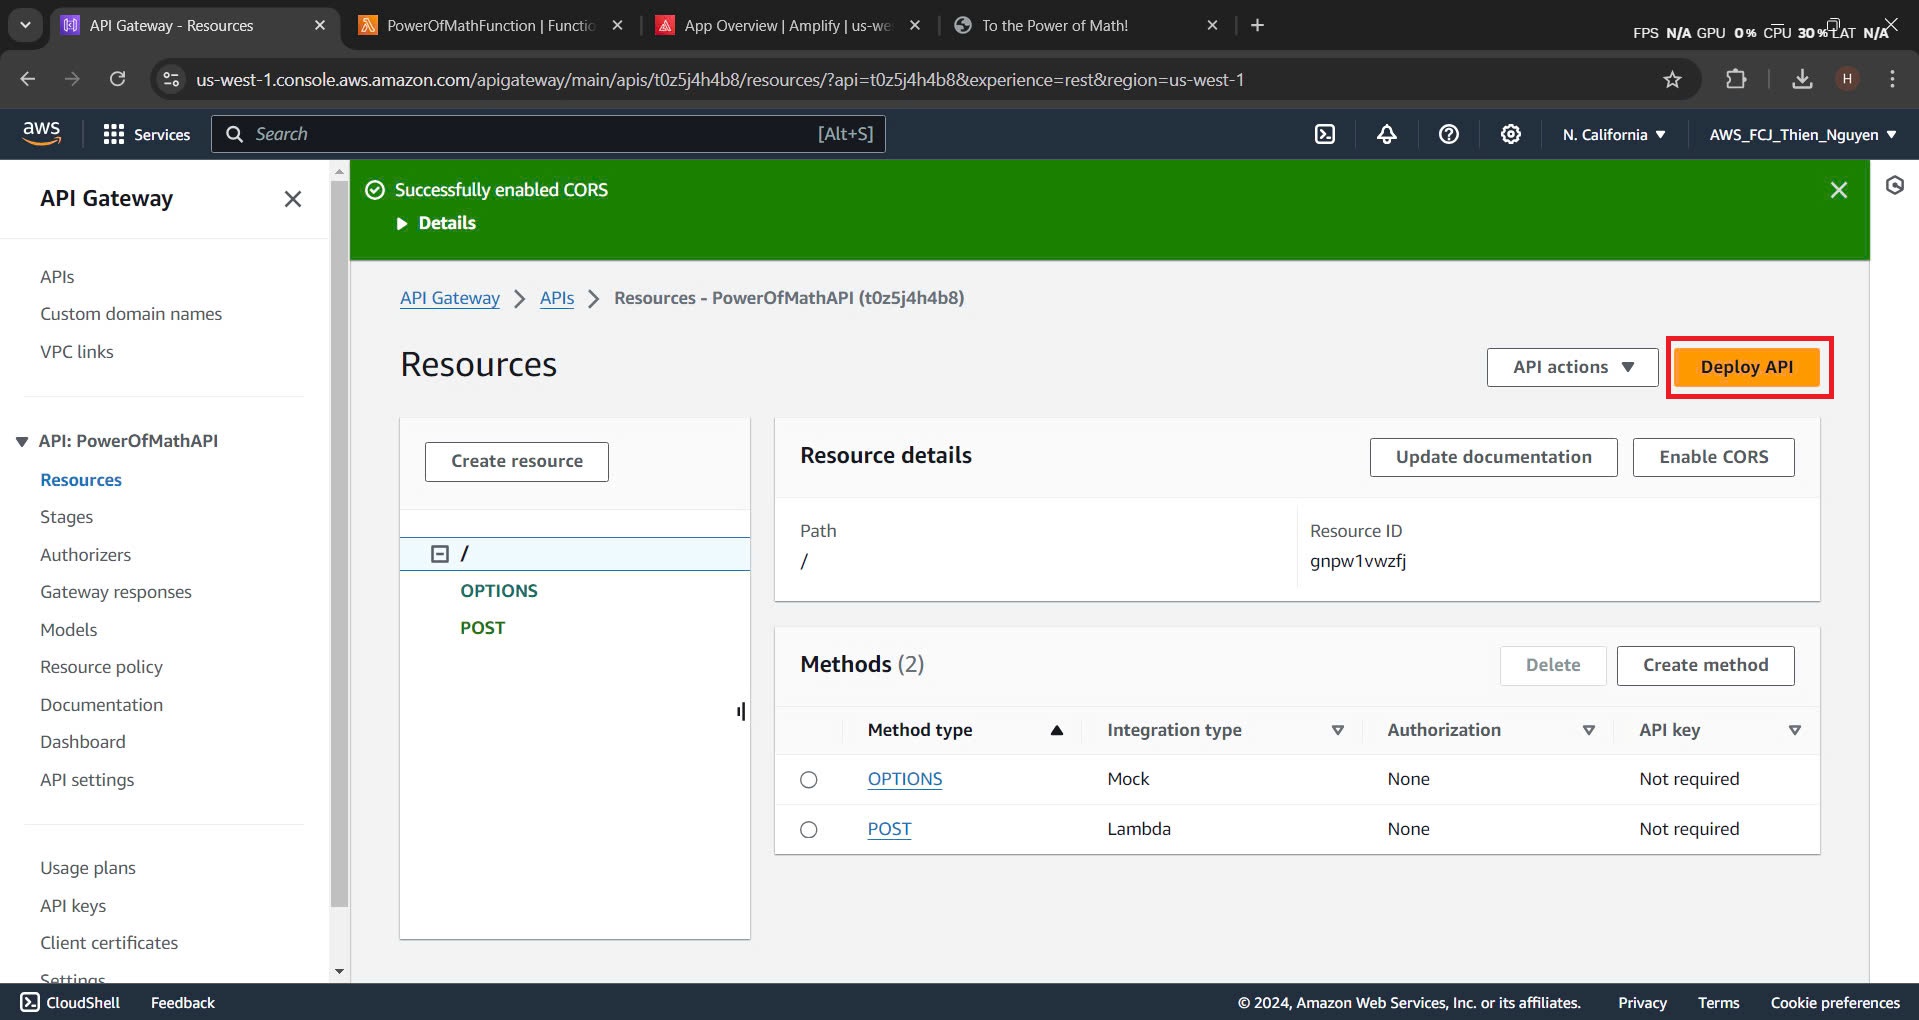 API Gateway - Resources
PowerOfMathFunction | Functio
App Overview | Amplify | us-we
To the Power of Math!
FPS N/A GPU 0% CPU 30% LAT N/A
us-west-1.console.aws.amazon.com/apigateway/main/apis/t0z5j4h4b8/resources/?api=t0z5j4h4b8&experience=rest&region=us-west-1
H
aws
Services
Search
[Alt+S]
N. California
AWS_FCJ_Thien_Nguyen
API Gateway
APIs
Custom domain names
VPC links
API: PowerOfMathAPI
Resources
Stages
Authorizers
Gateway responses
Models
Resource policy
Documentation
Dashboard
API settings
Usage plans
API keys
Client certificates
Settings
Successfully enabled CORS
Details
API Gateway
APIs
Resources - PowerOfMathAPI (t0z5j4h4b8)
Resources
API actions
Deploy API
Create resource
/
OPTIONS
POST
Resource details
Update documentation
Enable CORS
Path
/
Resource ID
gnpw1vwzfj
Methods (2)
Delete
Create method
Method type Integration type Authorization API key
OPTIONS Mock None Not required
POST Lambda None Not required
CloudShell
Feedback
© 2024, Amazon Web Services, Inc. or its affiliates.
Privacy
Terms
Cookie preferences